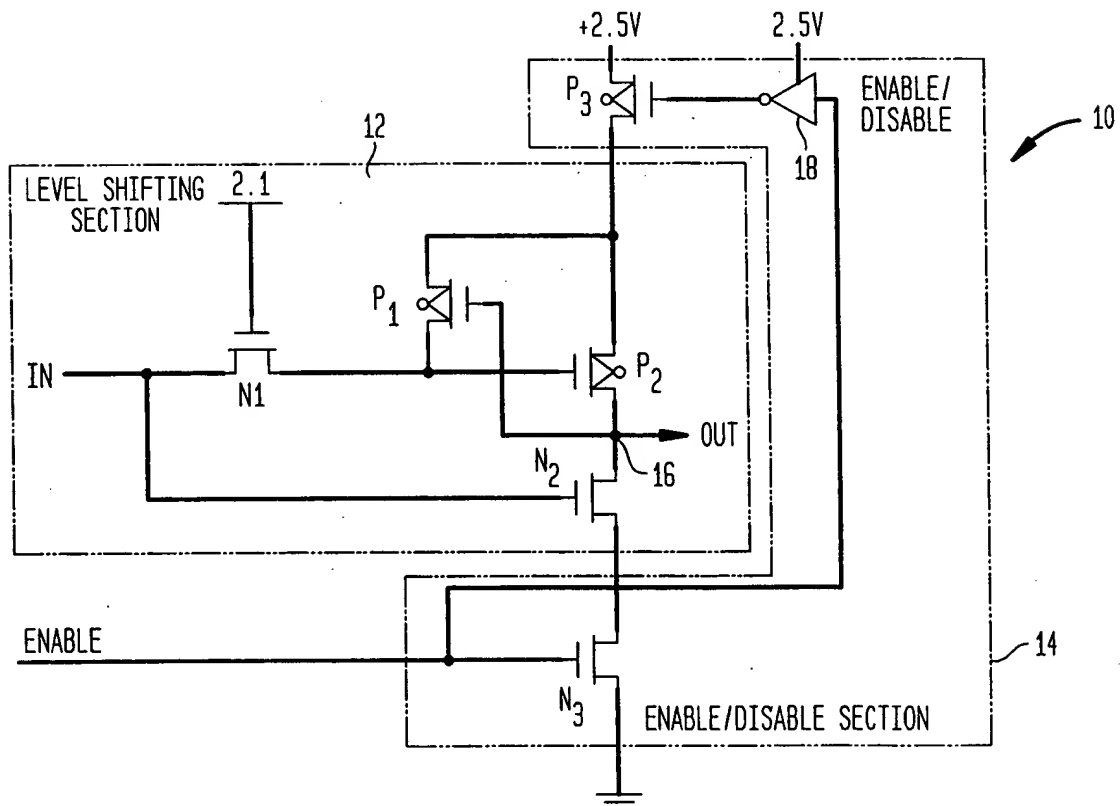 +2.5V
2.5V
P3
ENABLE/
DISABLE
18
10
12
LEVEL SHIFTING
SECTION
2.1
P1
IN
N1
P2
OUT
16
N2
ENABLE
14
N3
ENABLE/DISABLE SECTION